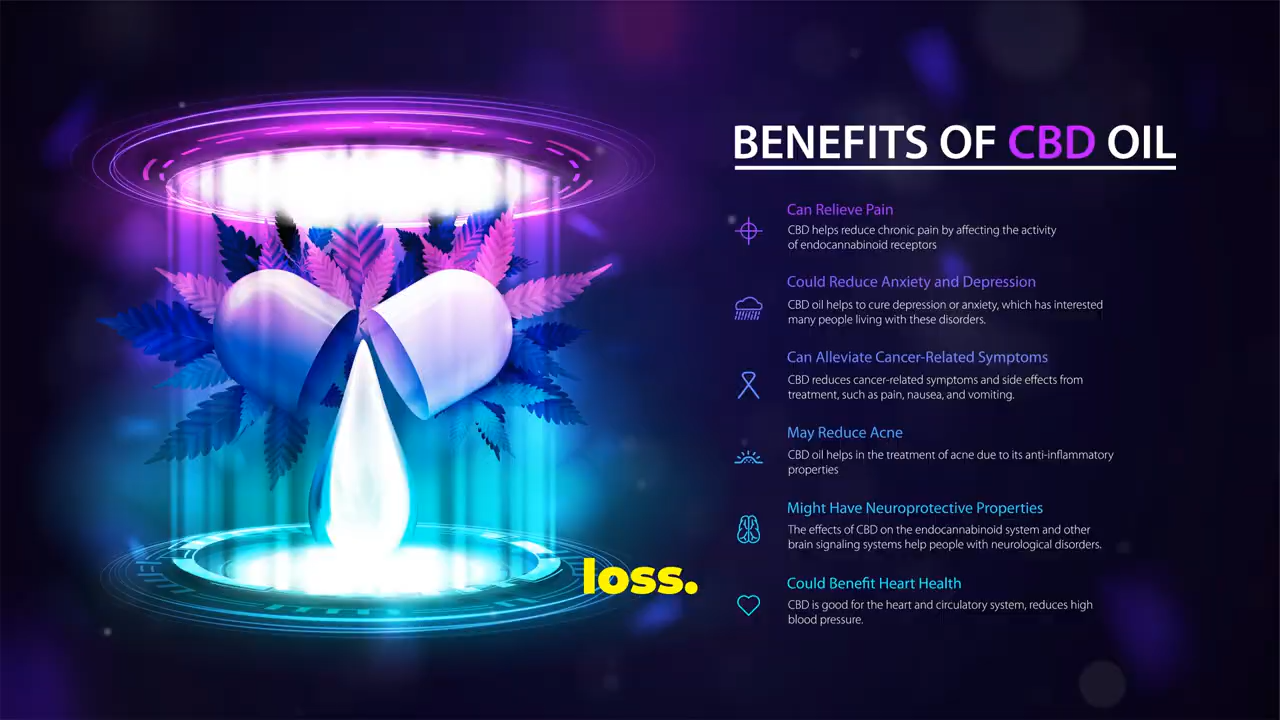 BENEFITS OF CBD OIL
Can Relieve Pain
CBD helps reduce chronic pain by affecting the activity
of endocannabinoid receptors
Could Reduce Anxiety and Depression
CBD oil helps to cure depression or anxiety, which has interested
many people living with these disorders.
Can Alleviate Cancer-Related Symptoms
CBD reduces cancer-related symptoms and side effects from
treatment, such as pain, nausea, and vomiting.
May Reduce Acne
CBD oil helps in the treatment of acne due to its anti-inflammatory
properties
Might Have Neuroprotective Properties
The effects of CBD on the endocannabinoid system and other
brain signaling systems help people with neurological disorders.
Could Benefit Heart Health
CBD is good for the heart and circulatory system, reduces high
blood pressure.
loss.